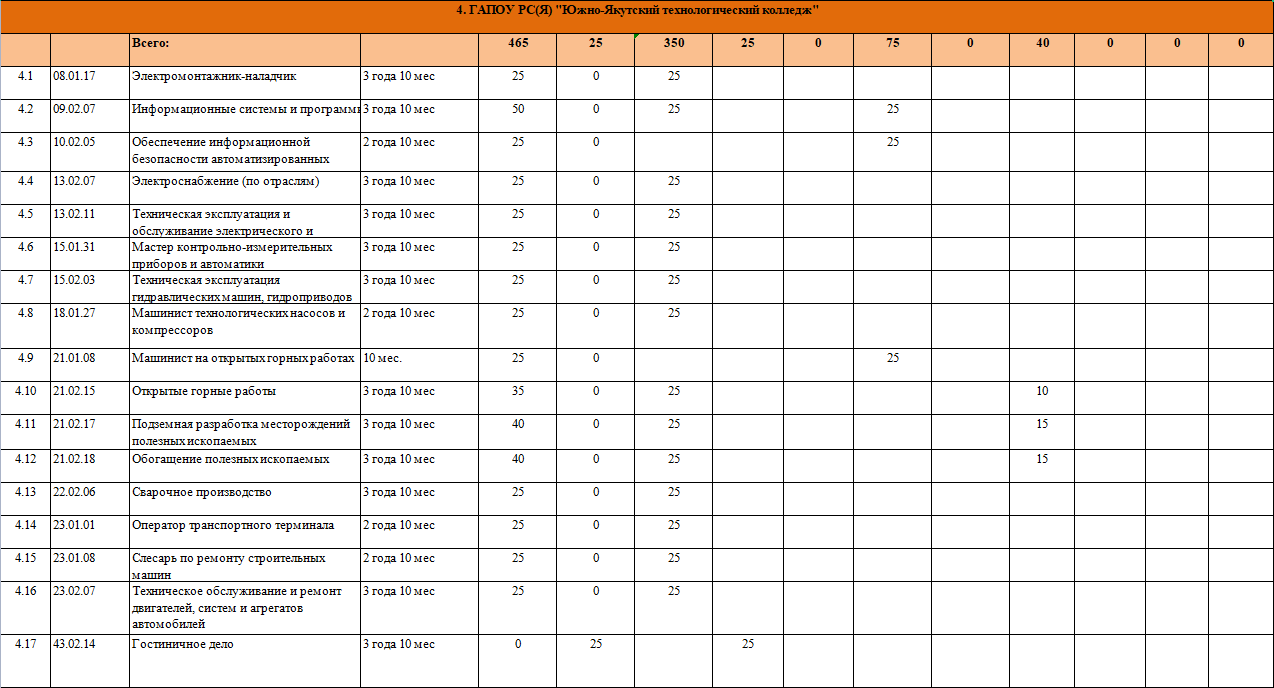 4. ГАПОУ РС(Я) "Южно-Якутский технологический колледж"
Всего: 465 25 350 25 0 75 0 40 0 0 0
4.1 08.01.17 Электромонтажник-наладчик 3 года 10 мес 25 0 25
4.2 09.02.07 Информационные системы и программи 3 года 10 мес 50 0 25 25
4.3 10.02.05 Обеспечение информационной 2 года 10 мес 25 0 25
безопасности автоматизированных
4.4 13.02.07 Электроснабжение (по отраслям) 3 года 10 мес 25 0 25
4.5 13.02.11 Техническая эксплуатация и 3 года 10 мес 25 0 25
обслуживание электрического и
4.6 15.01.31 Мастер контрольно-измерительных 3 года 10 мес 25 0 25
приборов и автоматики
4.7 15.02.03 Техническая эксплуатация 3 года 10 мес 25 0 25
гидравлических машин, гидроприводов
4.8 18.01.27 Машинист технологических насосов и 2 года 10 мес 25 0 25
компрессоров
4.9 21.01.08 Машинист на открытых горных работах 10 мес. 25 0 25
4.10 21.02.15 Открытые горные работы 3 года 10 мес 35 0 25 10
4.11 21.02.17 Подземная разработка месторождений 3 года 10 мес 40 0 25 15
полезных ископаемых
4.12 21.02.18 Обогащение полезных ископаемых 3 года 10 мес 40 0 25 15
4.13 22.02.06 Сварочное производство 3 года 10 мес 25 0 25
4.14 23.01.01 Оператор транспортного терминала 2 года 10 мес 25 0 25
4.15 23.01.08 Слесарь по ремонту строительных 2 года 10 мес 25 0 25
машин
4.16 23.02.07 Техническое обслуживание и ремонт 3 года 10 мес 25 0 25
двигателей, систем и агрегатов
автомобилей
4.17 43.02.14 Гостиничное дело 3 года 10 мес 0 25 25